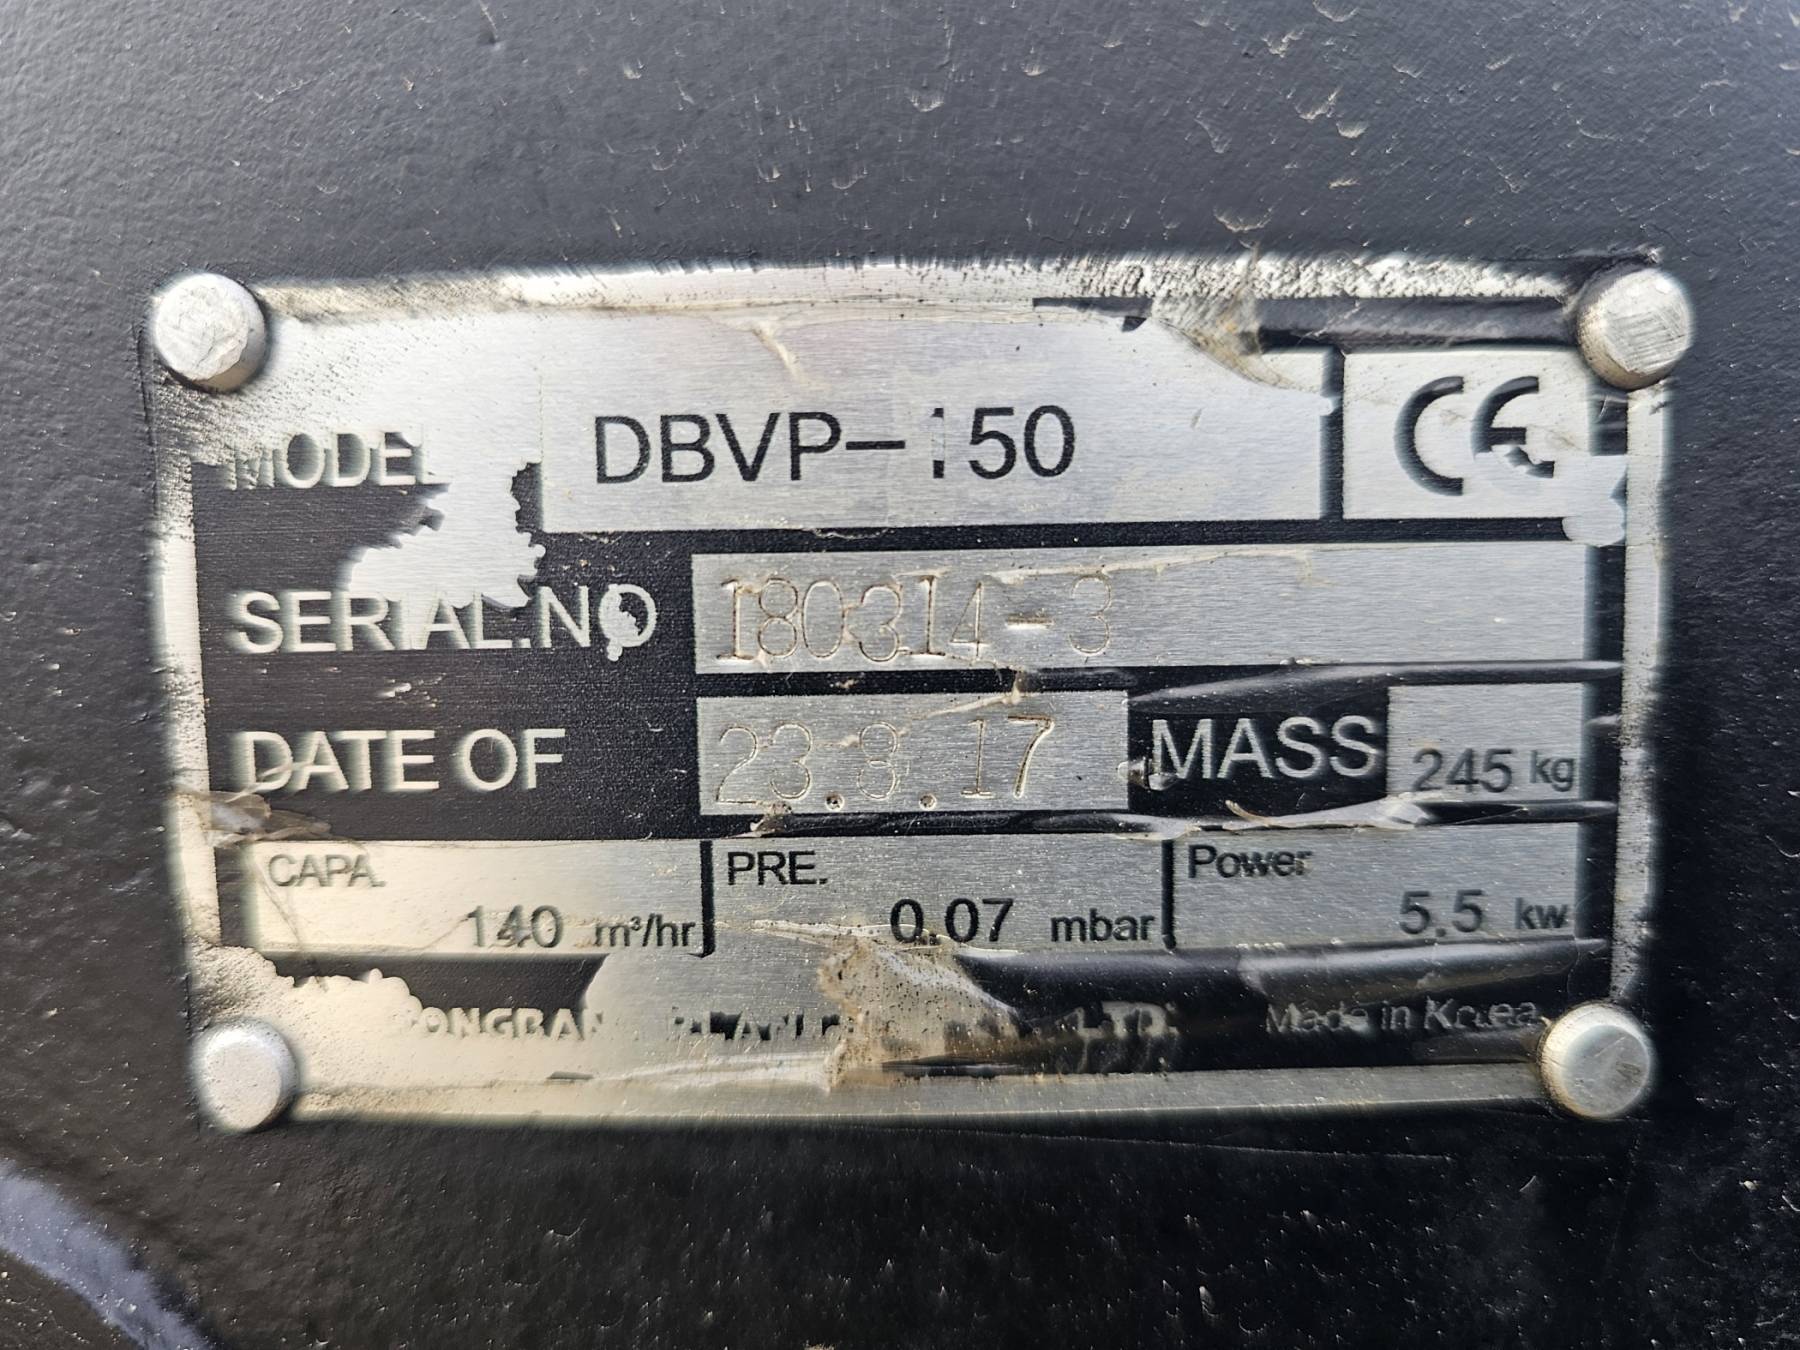 MODEL DBVP-150 CE
SERIAL.NO 180314-3
DATE OF 23.8.17 MASS 245 kg
CAPA. PRE. Power
140 m³/hr 0.07 mbar 5.5 kw
LTD. Made in Korea